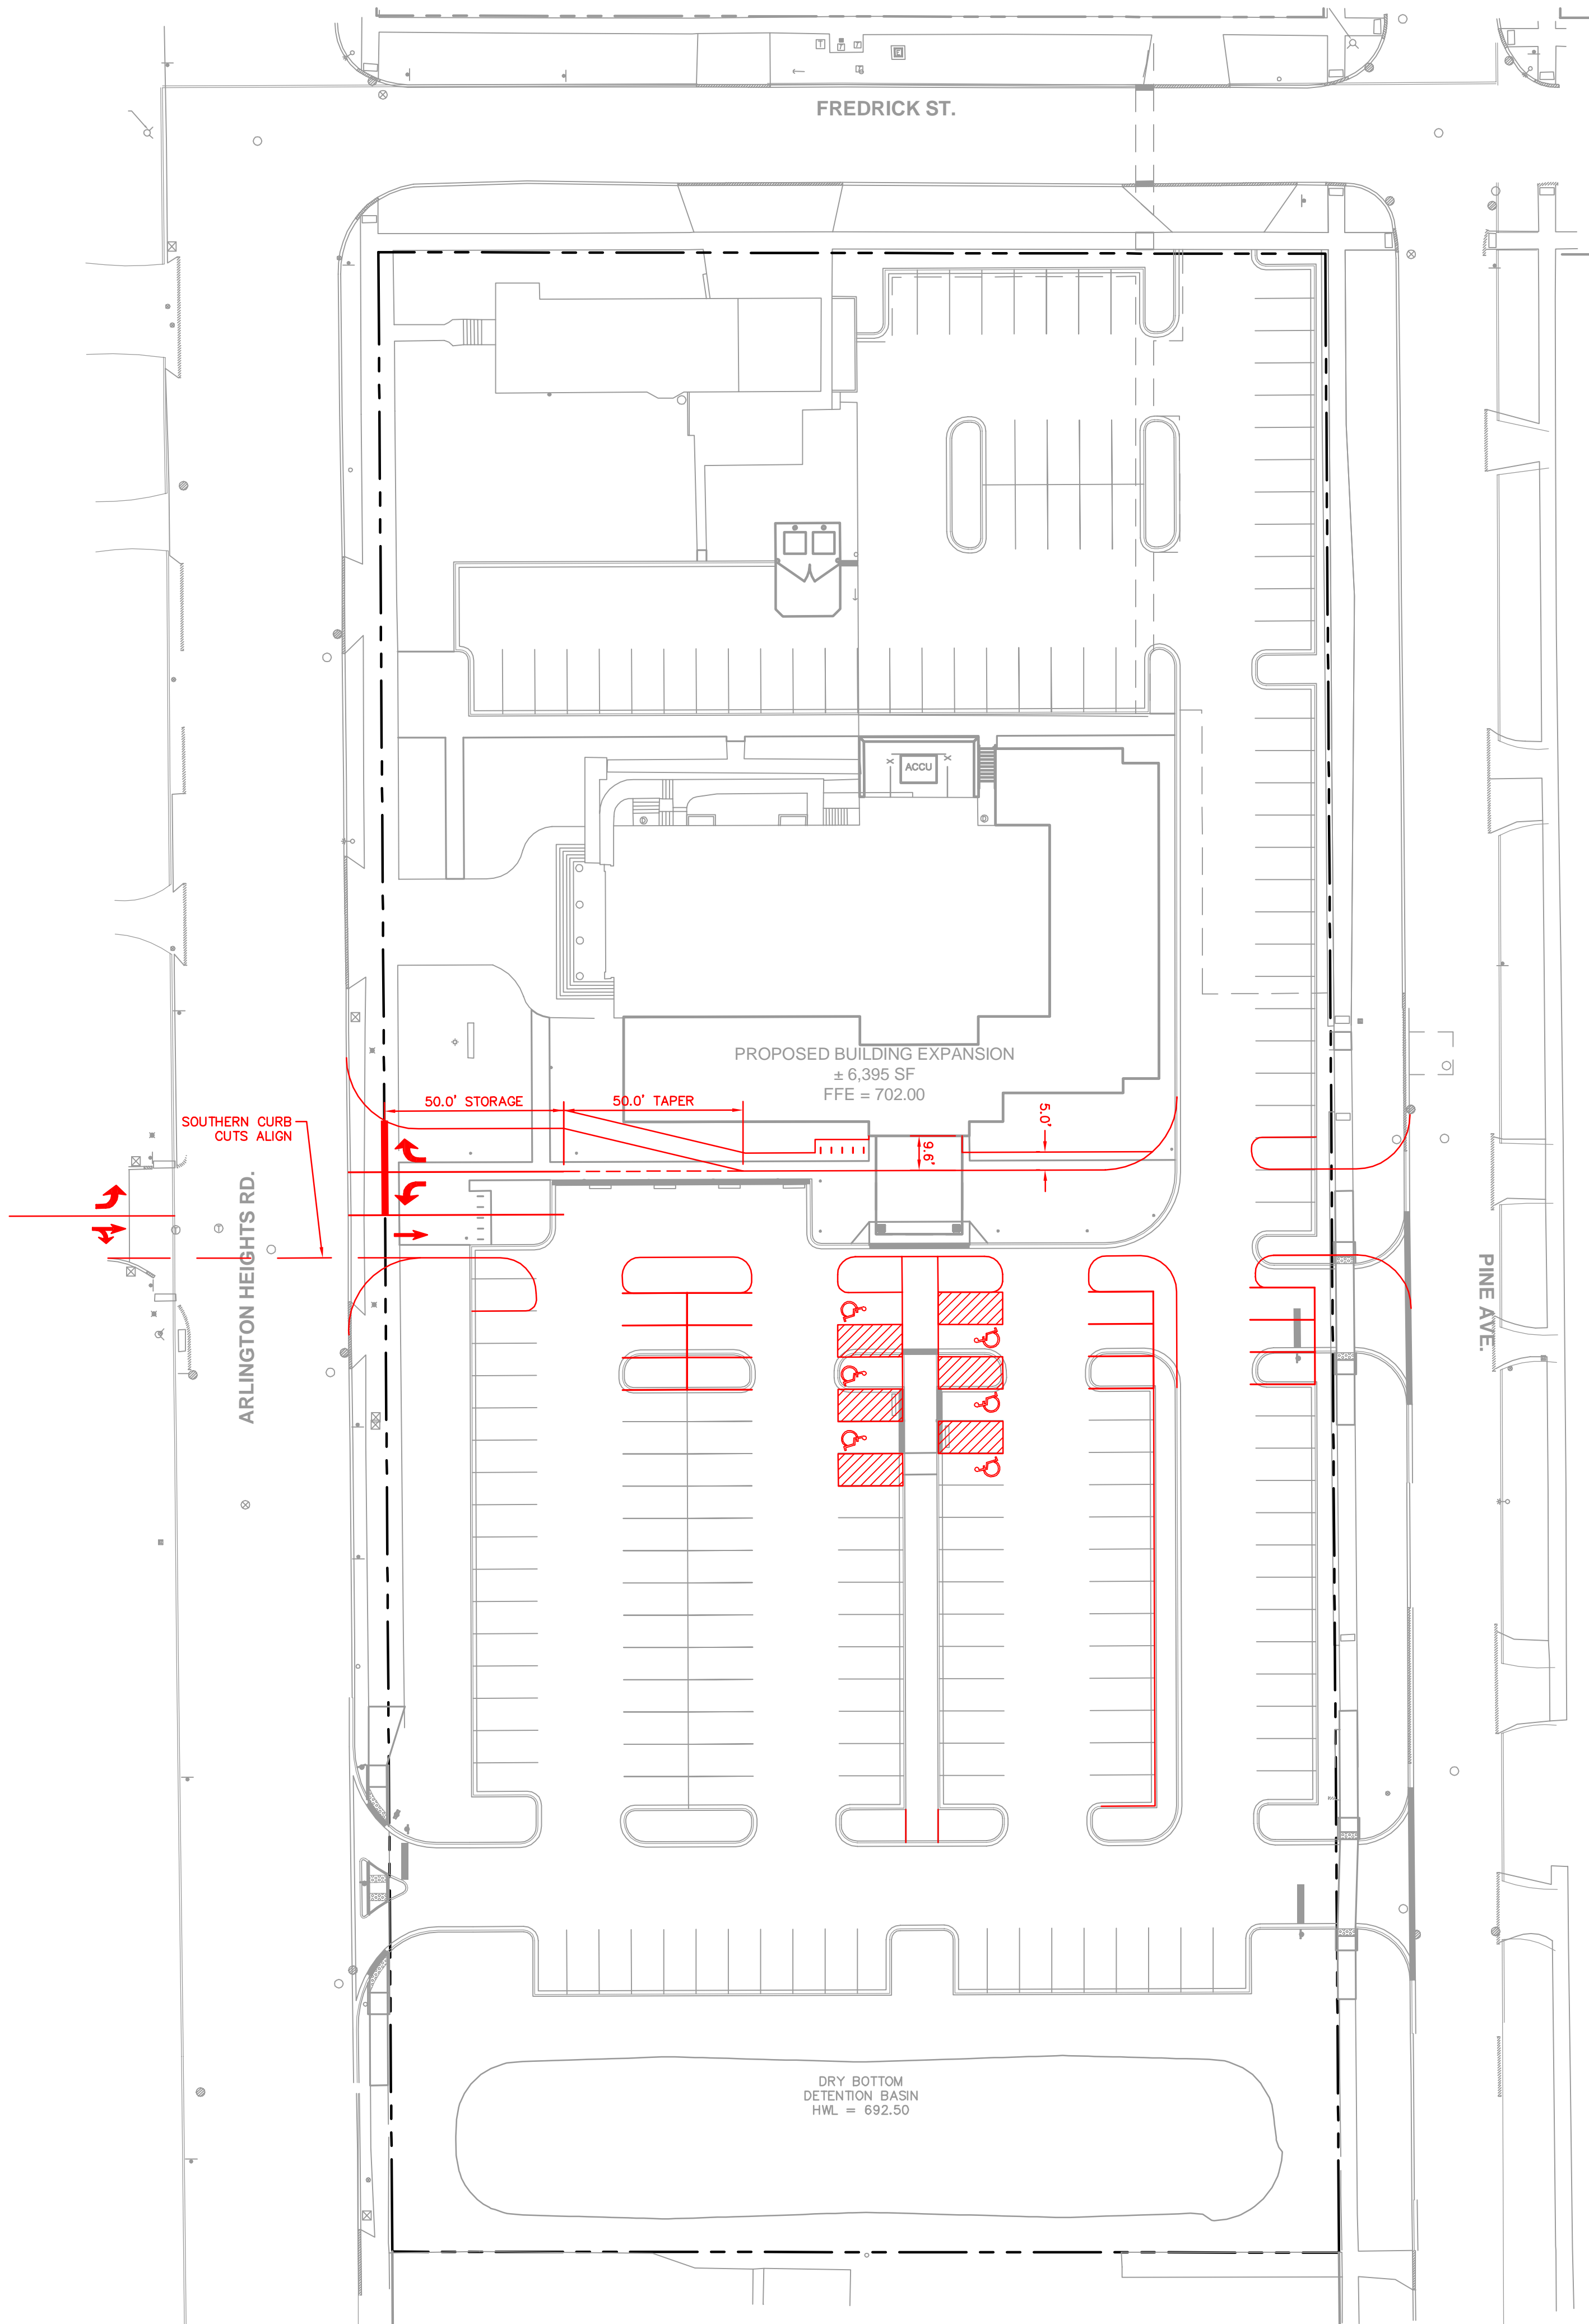 FREDRICK ST.
ACCU
PROPOSED BUILDING EXPANSION
± 6,395 SF
FFE = 702.00
50.0' STORAGE
50.0' TAPER
5.0'
9.6'
SOUTHERN CURB
CUTS ALIGN
ARLINGTON HEIGHTS RD.
PINE AVE.
DRY BOTTOM
DETENTION BASIN
HWL = 692.50